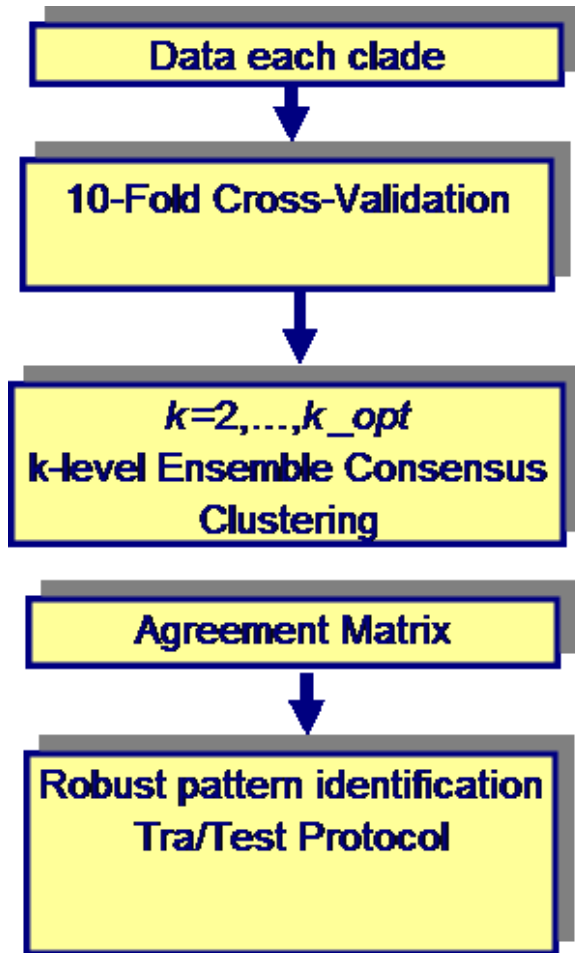 Data each clade
10-Fold Cross-Validation
k=2,...,k_opt
k-level Ensemble Consensus
Clustering
Agreement Matrix
Robust pattern identification
Tra/Test Protocol